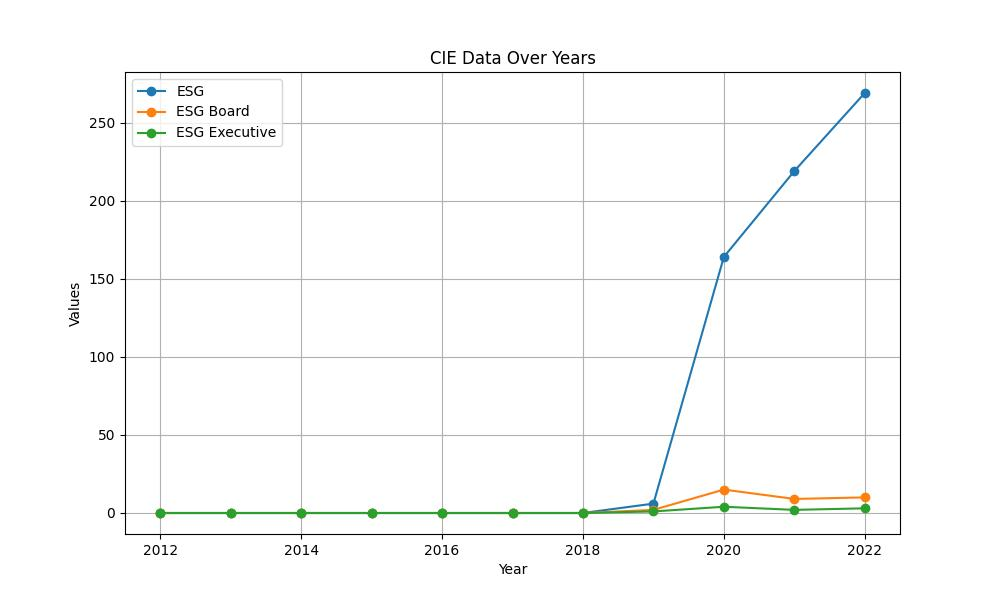 CIE Data Over Years
ESG
ESG Board
ESG Executive
250
200
150
100
50
0
Values
2012 2014 2016 2018 2020 2022
Year